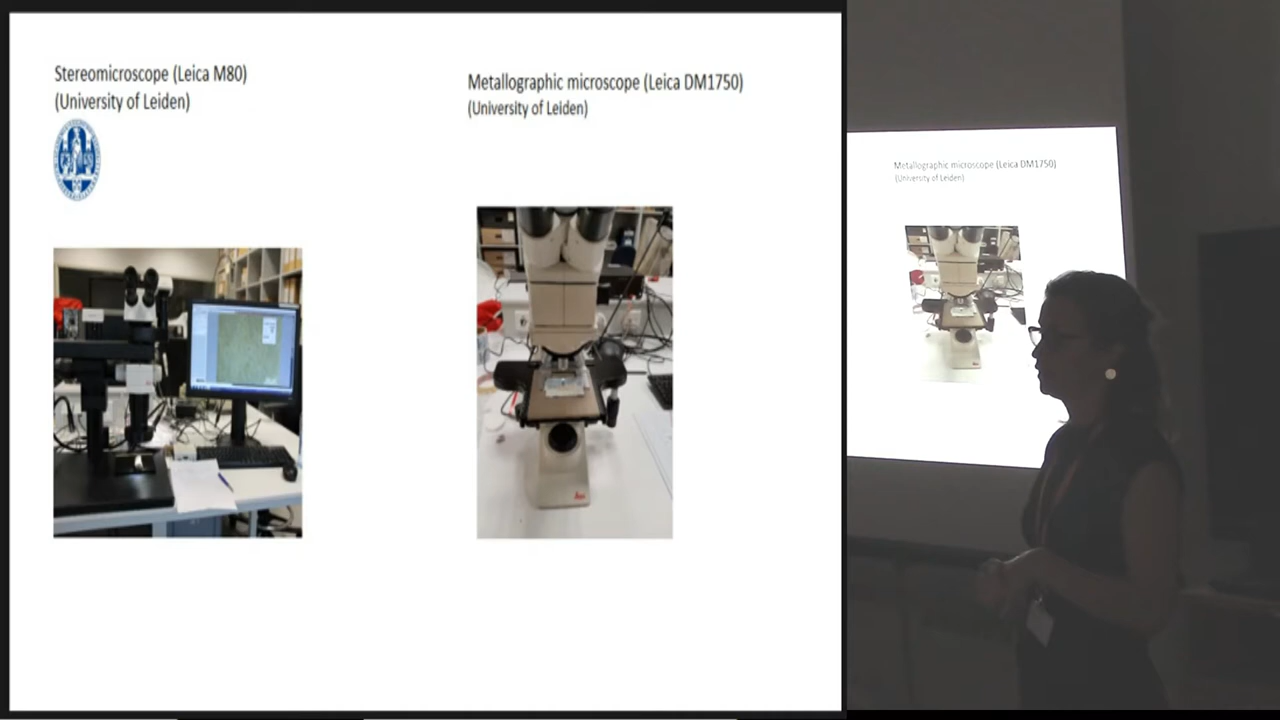 Stereomicroscope (Leica M80)
(University of Leiden)
Metallographic microscope (Leica DM1750)
(University of Leiden)
Metallographic microscope (Leica DM1750)
(University of Leiden)